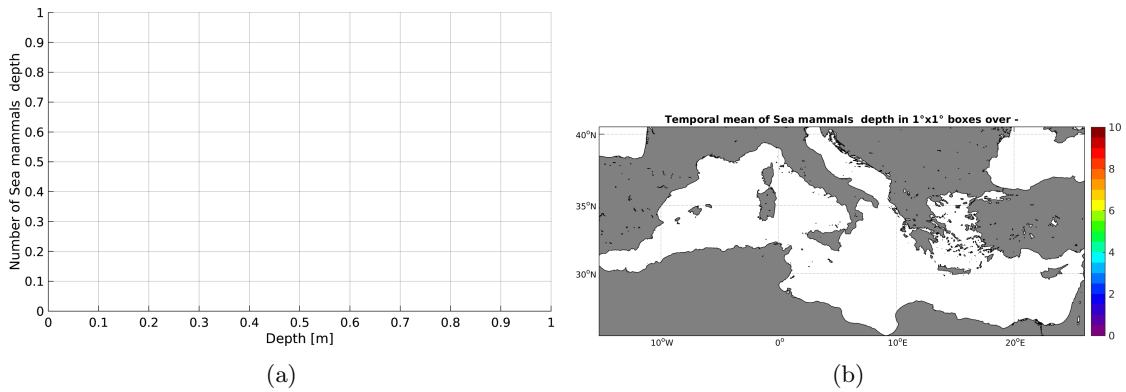 1
0.9
0.8
0.7
0.6
0.5
0.4
0.3
0.2
0.1
0
Number of Sea mammals  depth
0 0.1 0.2 0.3 0.4 0.5 0.6 0.7 0.8 0.9 1
Depth [m]
(a)
Temporal mean of Sea mammals  depth in 1°x1° boxes over -
40°N
35°N
30°N
10°W 0° 10°E 20°E
10
8
6
4
2
0
(b)